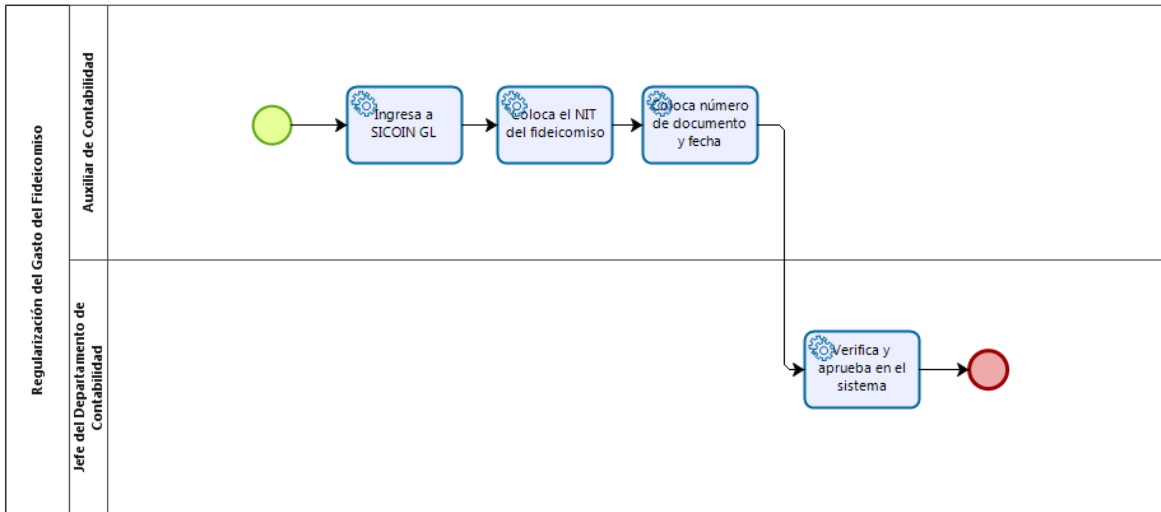 Regularización del Gasto del Fideicomiso
Auxiliar de Contabilidad
Ingresa a
SICOIN GL
Coloca el NIT
del fideicomiso
Coloca número
de documento
y fecha
Jefe del Departamento de
Contabilidad
Verifica y
aprueba en el
sistema